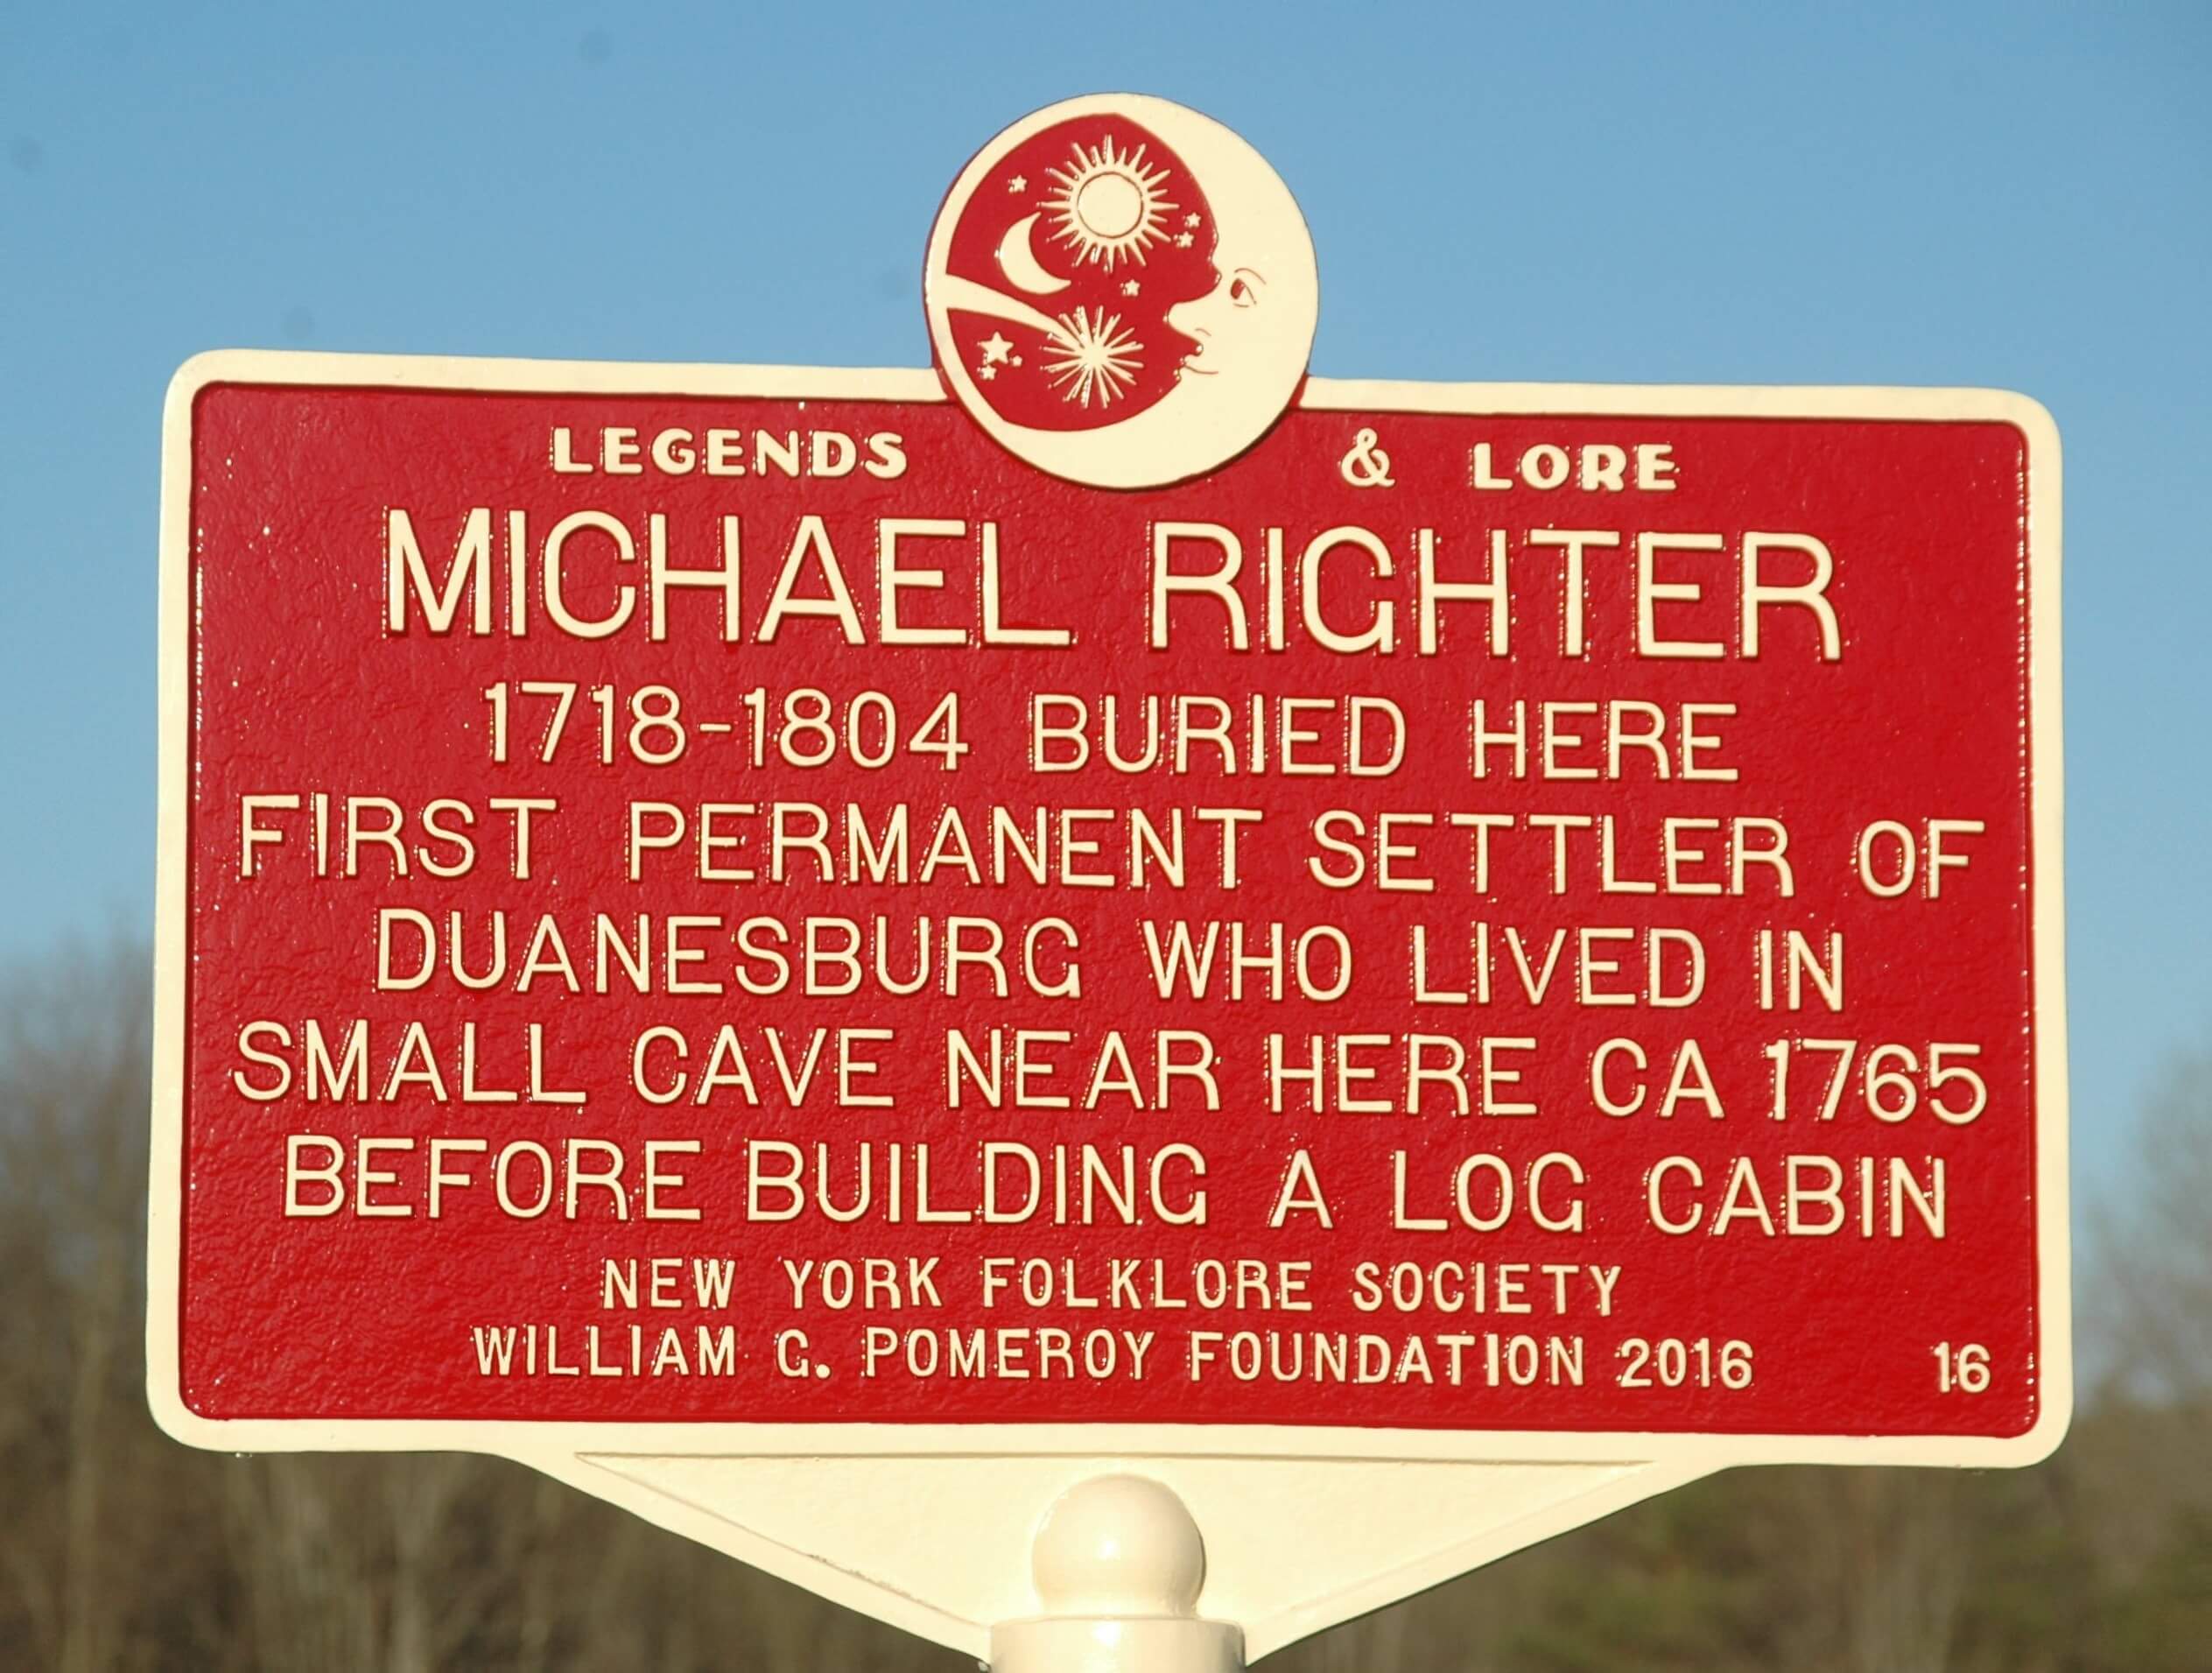 LEGENDS & LORE
MICHAEL RIGHTER
1718-1804 BURIED HERE
FIRST PERMANENT SETTLER OF
DUANESBURG WHO LIVED IN
SMALL CAVE NEAR HERE CA 1765
BEFORE BUILDING A LOG CABIN
NEW YORK FOLKLORE SOCIETY
WILLIAM G. POMEROY FOUNDATION 2016 16